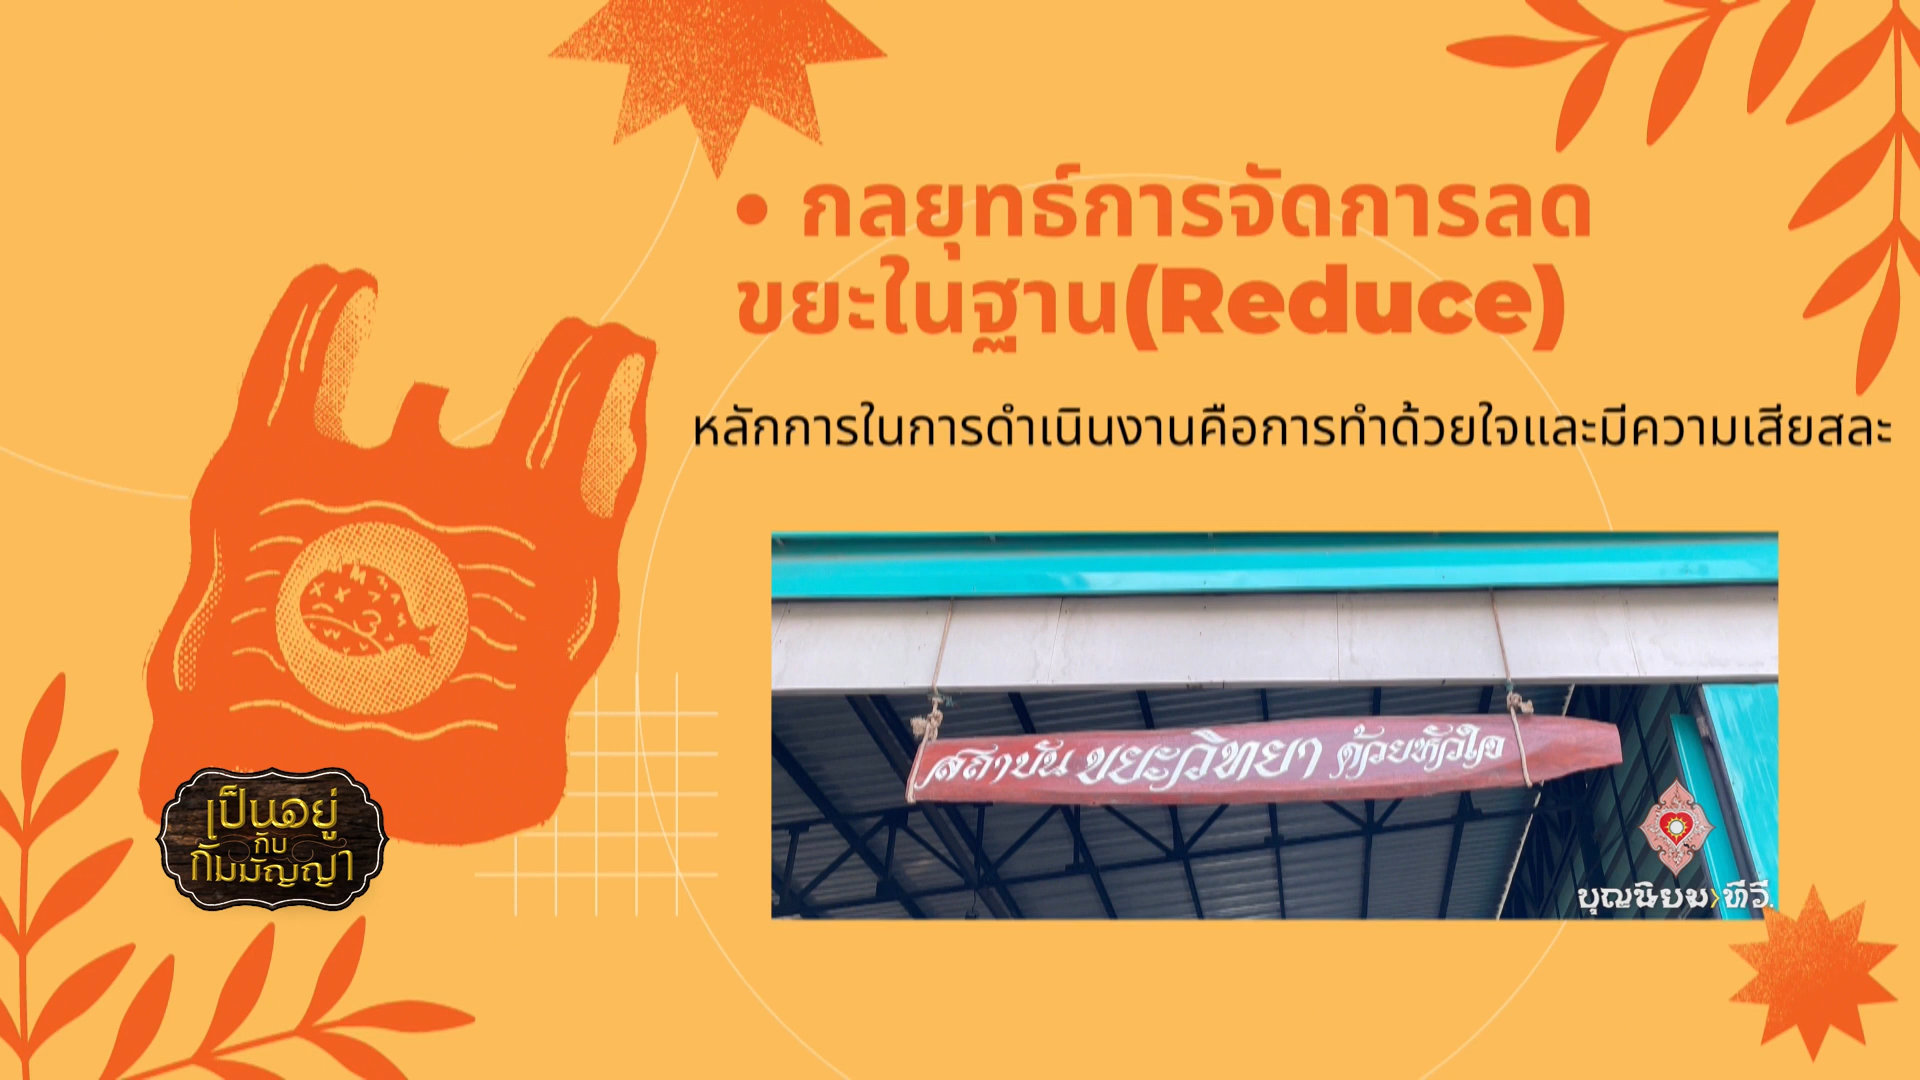 • กลยุทธ์การจัดการลด
ขยะในฐาน(Reduce)
หลักการในการดำเนินงานคือการทำด้วยใจและมีความเสียสละ
สถาบัน ขยะวิทยา ด้วยหัวใจ
เป็นอยู่
กับ
กัมมัญญา
บุญนิยม>ทีวี.